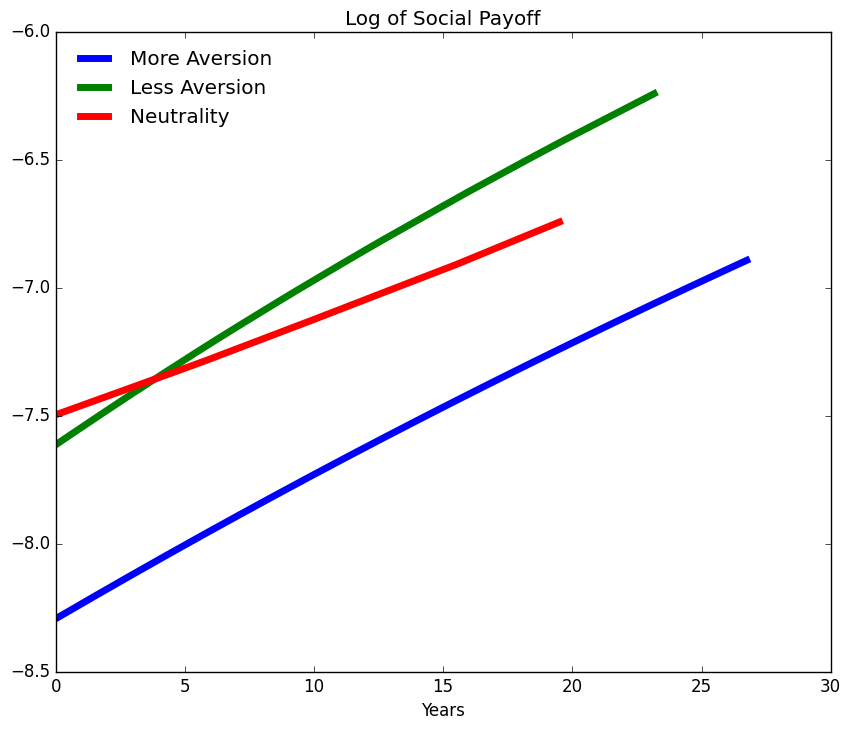 Log of Social Payoff
−6.0
−6.5
−7.0
−7.5
−8.0
−8.5
More Aversion
Less Aversion
Neutrality
0 5 10 15 20 25 30
Years